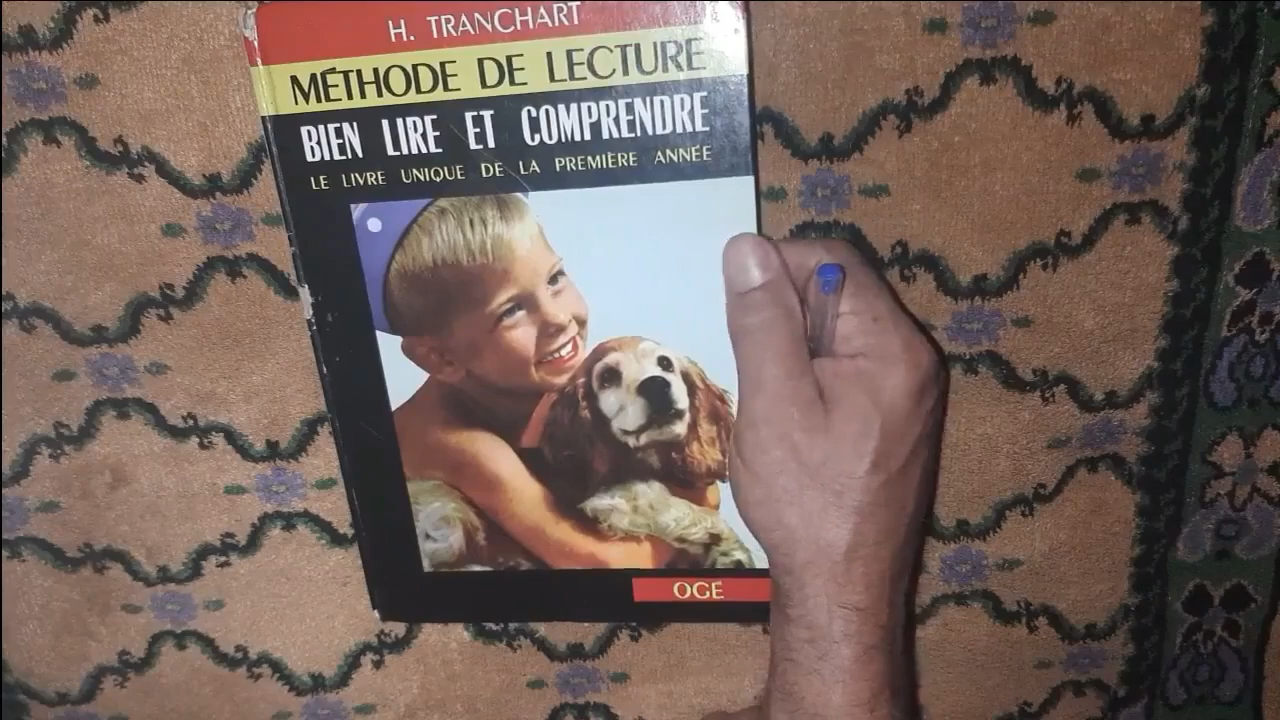 H. TRANCHART
MÉTHODE DE LECTURE
BIEN LIRE ET COMPRENDRE
LE LIVRE UNIQUE DE LA PREMIÈRE ANNÉE
OGE